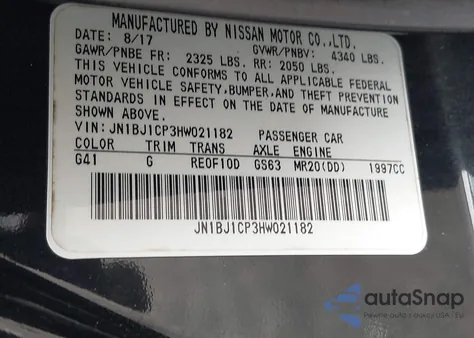 MANUFACTURED BY NISSAN MOTOR CO.,LTD.
DATE: 8/17 GVWR/PNBV: 4340 LBS.
GAWR/PNBE FR: 2325 LBS. RR: 2050 LBS.
THIS VEHICLE CONFORMS TO ALL APPLICABLE FEDERAL
MOTOR VEHICLE SAFETY,BUMPER,AND THEFT PREVENTION
STANDARDS IN EFFECT ON THE DATE OF MANUFACTURE
SHOWN ABOVE.
VIN: JN1BJ1CP3HW021182 PASSENGER CAR
COLOR TRIM TRANS AXLE ENGINE
G41 G REOF10D GS63 MR20(DD) 1997CC
JN1BJ1CP3HW021182
autoSnap